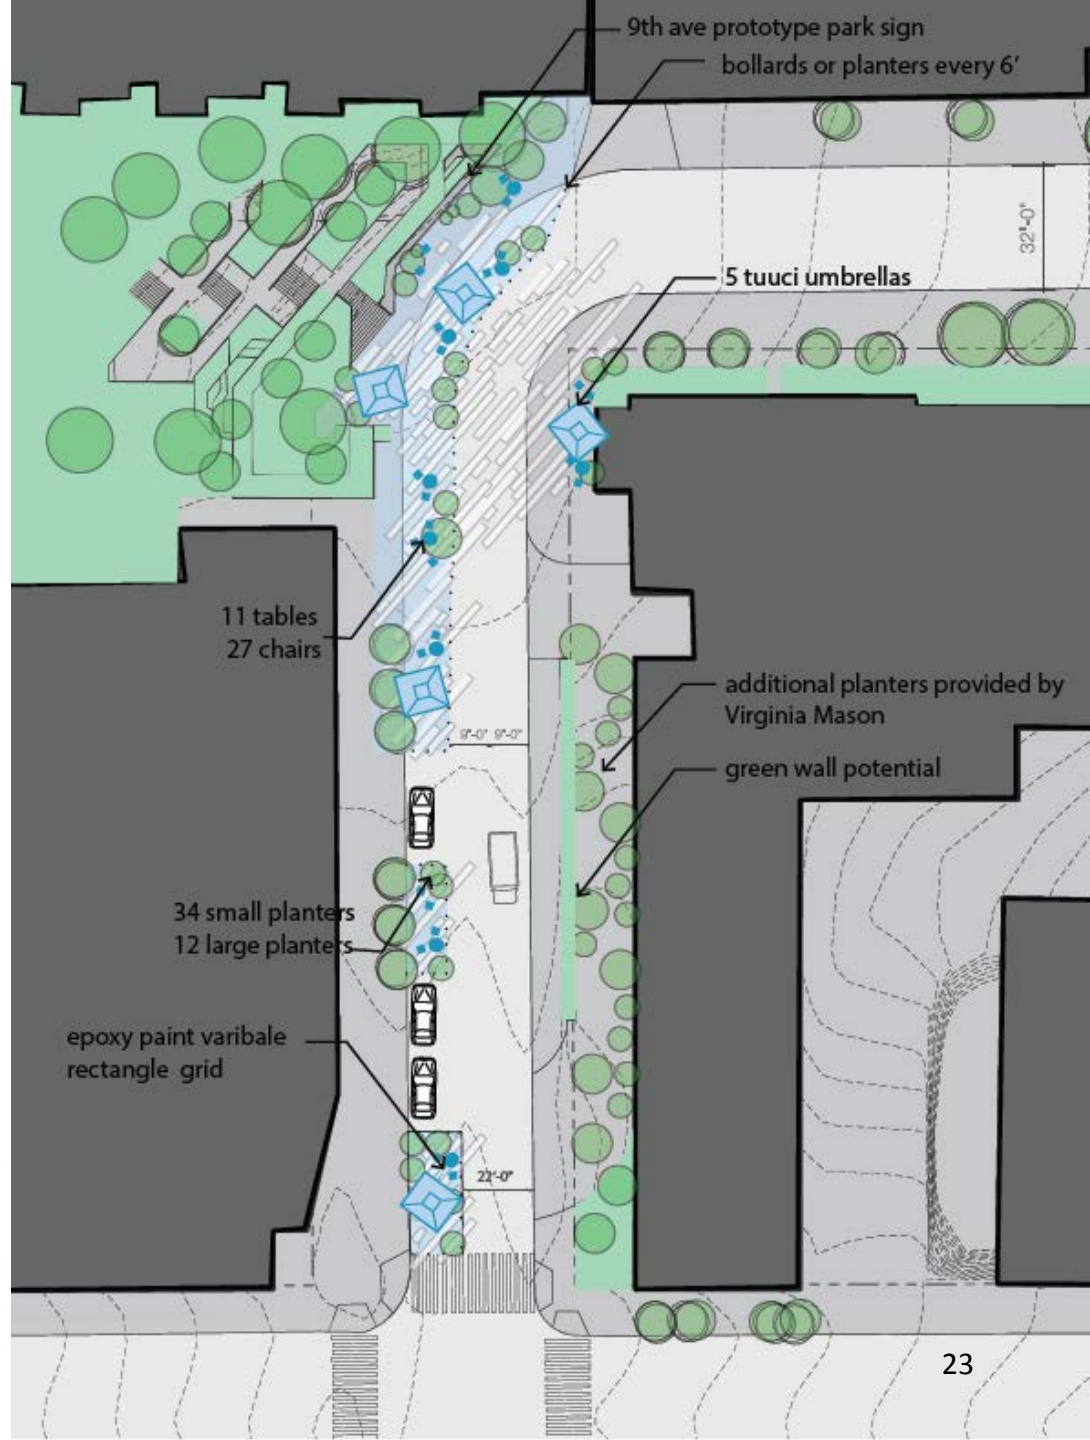 9th ave prototype park sign
bollards or planters every 6’
32'-0"
5 tuuci umbrellas
11 tables
27 chairs
additional planters provided by
Virginia Mason
9'-0" 9'-0"
green wall potential
34 small planters
12 large planters
epoxy paint varibale
rectangle grid
22'-0"
23